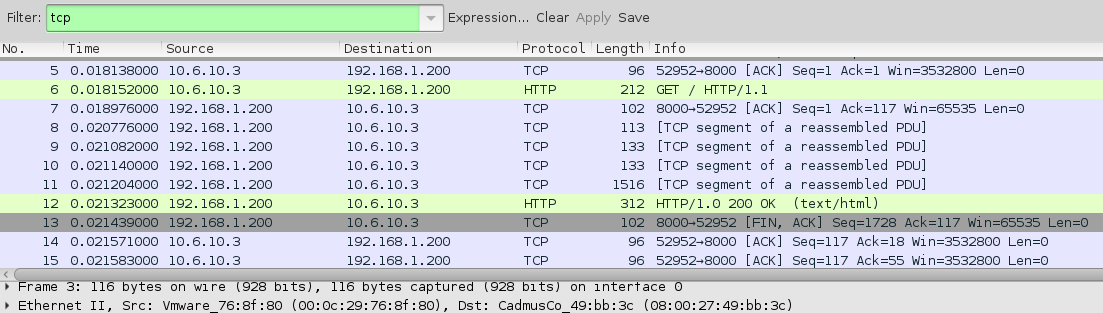 Filter: tcp Expression... Clear Apply Save
No. Time Source Destination Protocol Length Info
5 0.018138000 10.6.10.3 192.168.1.200 TCP 96 52952→8000 [ACK] Seq=1 Ack=1 Win=3532800 Len=0
6 0.018152000 10.6.10.3 192.168.1.200 HTTP 212 GET / HTTP/1.1
7 0.018976000 192.168.1.200 10.6.10.3 TCP 102 8000→52952 [ACK] Seq=1 Ack=117 Win=65535 Len=0
8 0.020776000 192.168.1.200 10.6.10.3 TCP 113 [TCP segment of a reassembled PDU]
9 0.021082000 192.168.1.200 10.6.10.3 TCP 133 [TCP segment of a reassembled PDU]
10 0.021140000 192.168.1.200 10.6.10.3 TCP 133 [TCP segment of a reassembled PDU]
11 0.021204000 192.168.1.200 10.6.10.3 TCP 1516 [TCP segment of a reassembled PDU]
12 0.021323000 192.168.1.200 10.6.10.3 HTTP 312 HTTP/1.0 200 OK (text/html)
13 0.021439000 192.168.1.200 10.6.10.3 TCP 102 8000→52952 [FIN, ACK] Seq=1728 Ack=117 Win=65535 Len=0
14 0.021571000 10.6.10.3 192.168.1.200 TCP 96 52952→8000 [ACK] Seq=117 Ack=18 Win=3532800 Len=0
15 0.021583000 10.6.10.3 192.168.1.200 TCP 96 52952→8000 [ACK] Seq=117 Ack=55 Win=3532800 Len=0
Frame 3: 116 bytes on wire (928 bits), 116 bytes captured (928 bits) on interface 0
Ethernet II, Src: Vmware_76:8f:80 (00:0c:29:76:8f:80), Dst: CadmusCo_49:bb:3c (08:00:27:49:bb:3c)